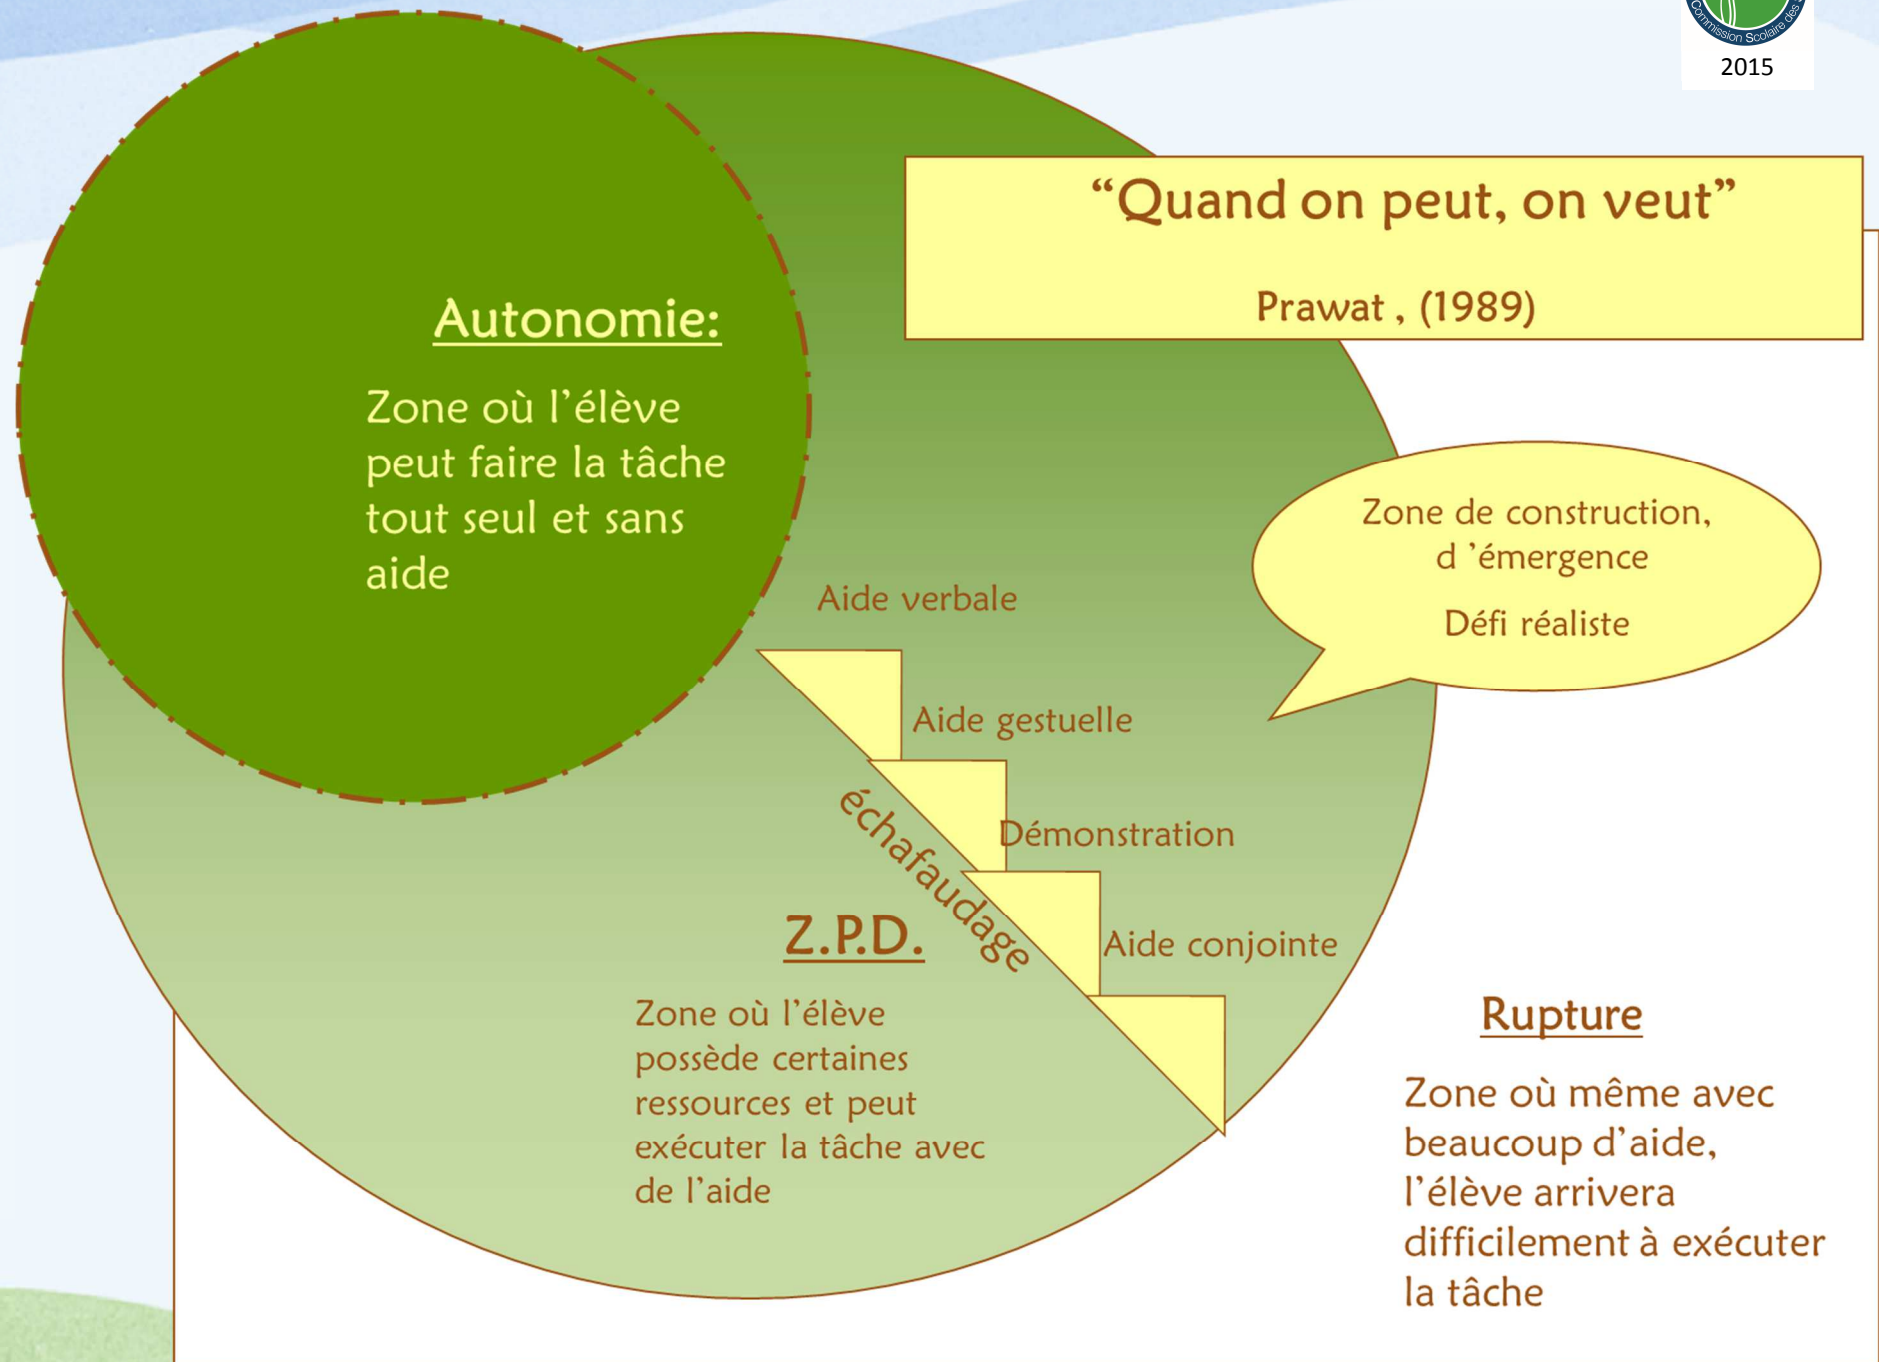 Commission Scolaire des
2015
“Quand on peut, on veut”
Prawat , (1989)
Autonomie:
Zone où l’élève
peut faire la tâche
tout seul et sans
aide
Zone de construction,
d ’émergence
Défi réaliste
Aide verbale
Aide gestuelle
Démonstration
Aide conjointe
échafaudage
Z.P.D.
Zone où l’élève
possède certaines
ressources et peut
exécuter la tâche avec
de l’aide
Rupture
Zone où même avec
beaucoup d’aide,
l’élève arrivera
difficilement à exécuter
la tâche